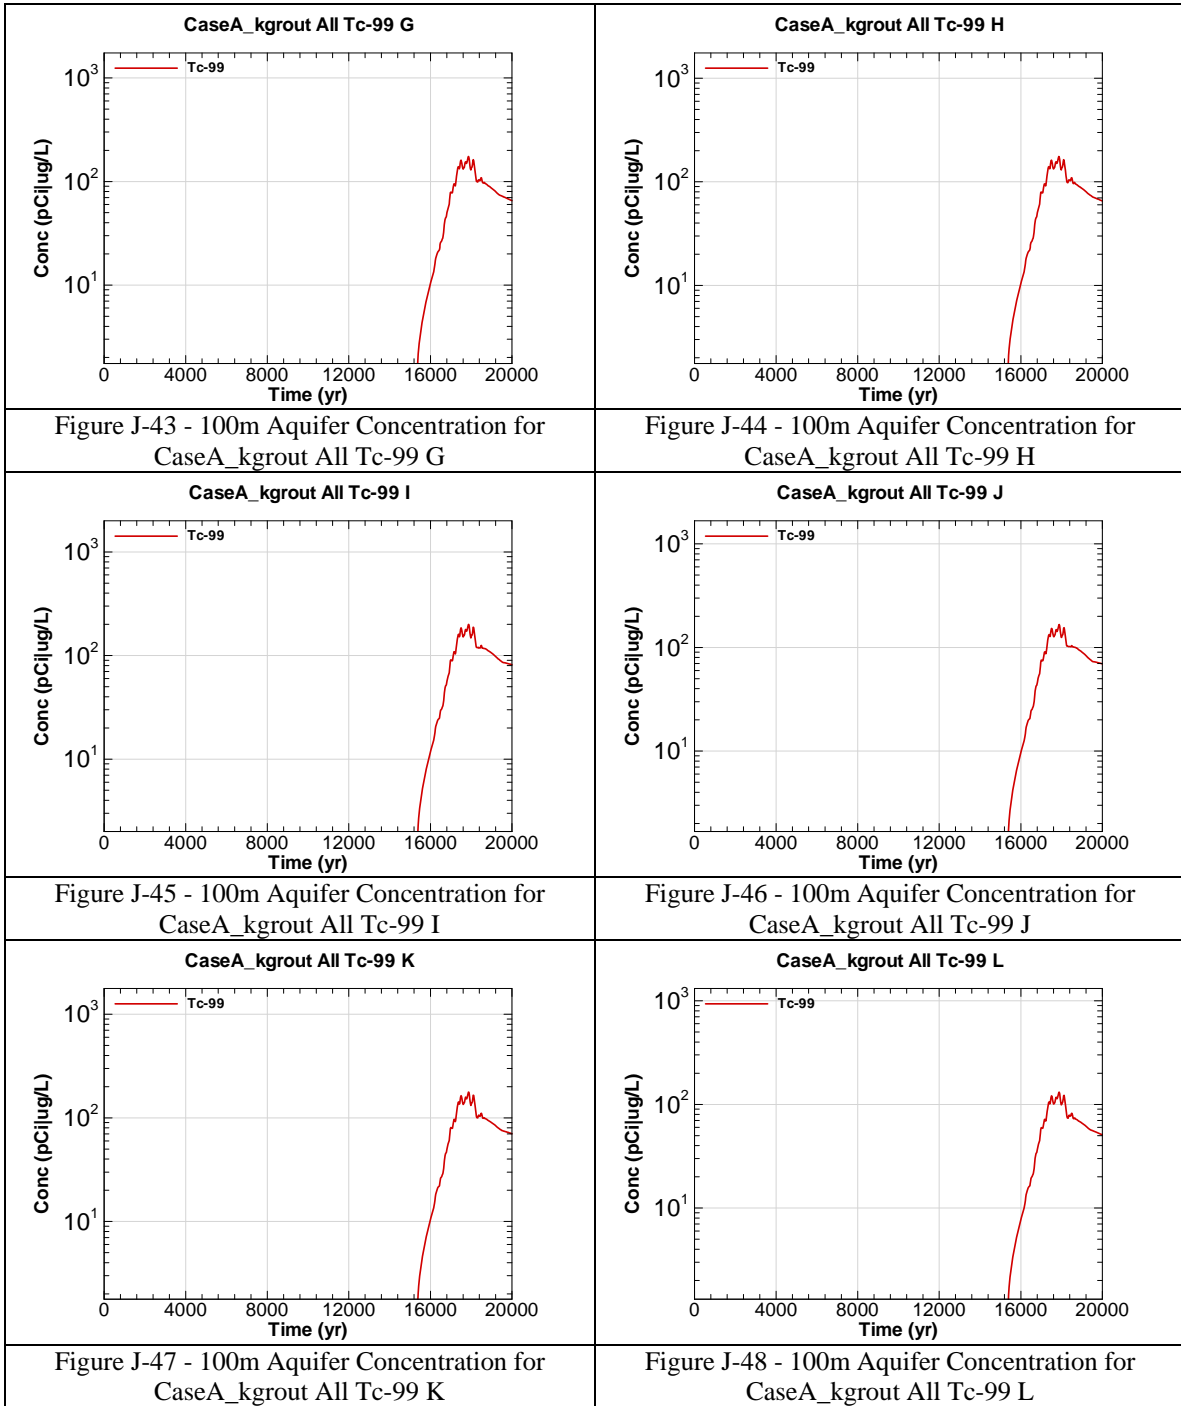 CaseA_kgrout All Tc-99 G
Tc-99
10³
10²
10¹
Conc (pCi|ug/L)
0 4000 8000 12000 16000 20000
Time (yr)
Figure J-43 - 100m Aquifer Concentration for
CaseA_kgrout All Tc-99 G
CaseA_kgrout All Tc-99 H
Tc-99
10³
10²
10¹
Conc (pCi|ug/L)
0 4000 8000 12000 16000 20000
Time (yr)
Figure J-44 - 100m Aquifer Concentration for
CaseA_kgrout All Tc-99 H
CaseA_kgrout All Tc-99 I
Tc-99
10³
10²
10¹
Conc (pCi|ug/L)
0 4000 8000 12000 16000 20000
Time (yr)
Figure J-45 - 100m Aquifer Concentration for
CaseA_kgrout All Tc-99 I
CaseA_kgrout All Tc-99 J
Tc-99
10³
10²
10¹
Conc (pCi|ug/L)
0 4000 8000 12000 16000 20000
Time (yr)
Figure J-46 - 100m Aquifer Concentration for
CaseA_kgrout All Tc-99 J
CaseA_kgrout All Tc-99 K
Tc-99
10³
10²
10¹
Conc (pCi|ug/L)
0 4000 8000 12000 16000 20000
Time (yr)
Figure J-47 - 100m Aquifer Concentration for
CaseA_kgrout All Tc-99 K
CaseA_kgrout All Tc-99 L
Tc-99
10³
10²
10¹
Conc (pCi|ug/L)
0 4000 8000 12000 16000 20000
Time (yr)
Figure J-48 - 100m Aquifer Concentration for
CaseA_kgrout All Tc-99 L